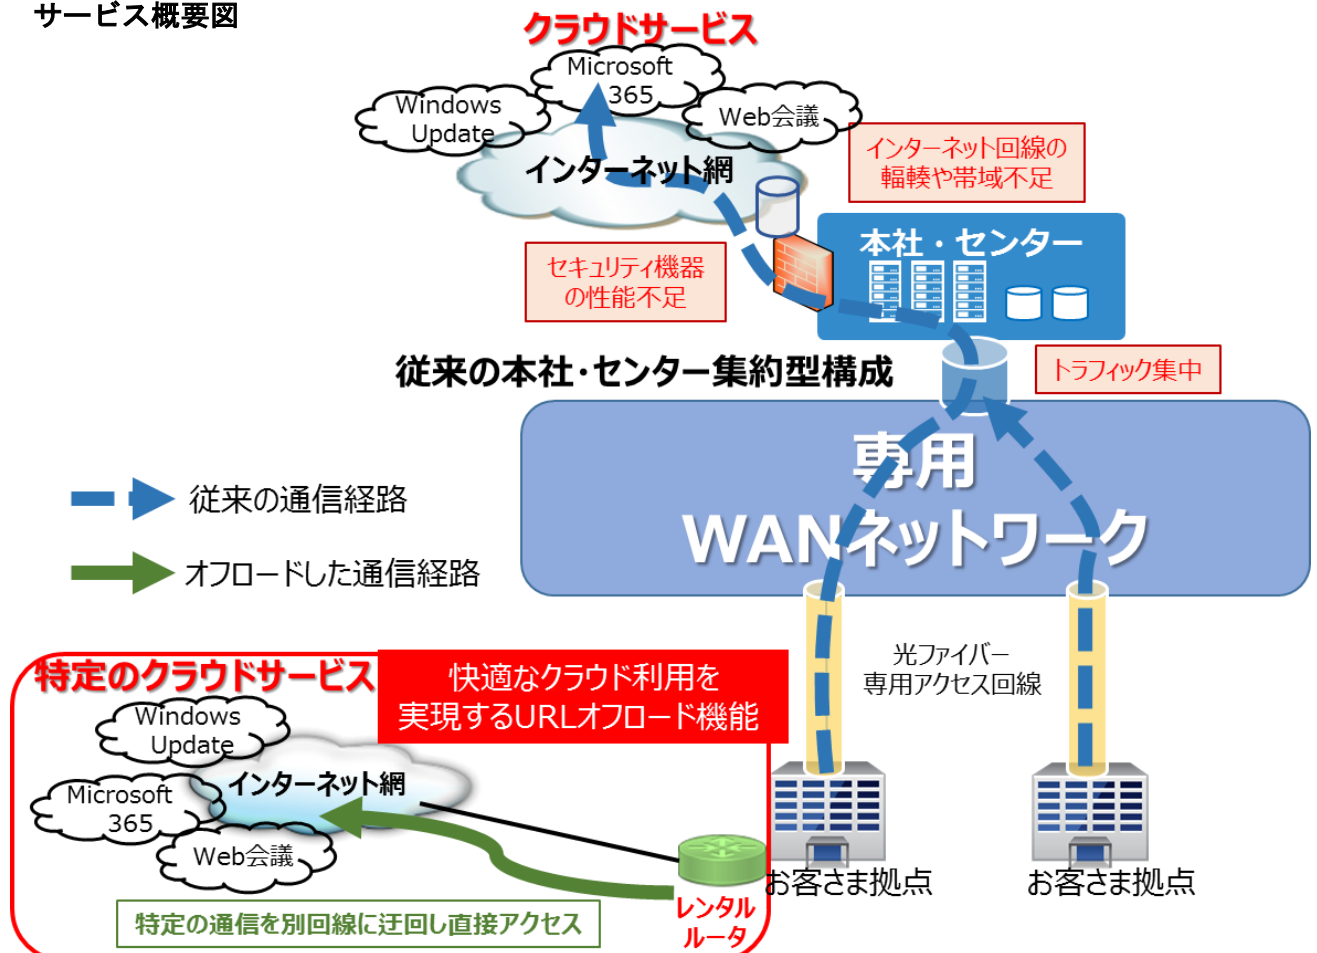 サービス概要図
クラウドサービス
Microsoft
365
Windows
Update
Web会議
インターネット網
インターネット回線の
輻輳や帯域不足
本社・センター
セキュリティ機器
の性能不足
従来の本社・センター集約型構成
トラフィック集中
専用
WANネットワーク
従来の通信経路
オフロードした通信経路
光ファイバー
専用アクセス回線
特定のクラウドサービス
快適なクラウド利用を
実現するURLオフロード機能
Windows
Update
インターネット網
Microsoft
365
Web会議
お客さま拠点
お客さま拠点
レンタル
ルータ
特定の通信を別回線に迂回し直接アクセス